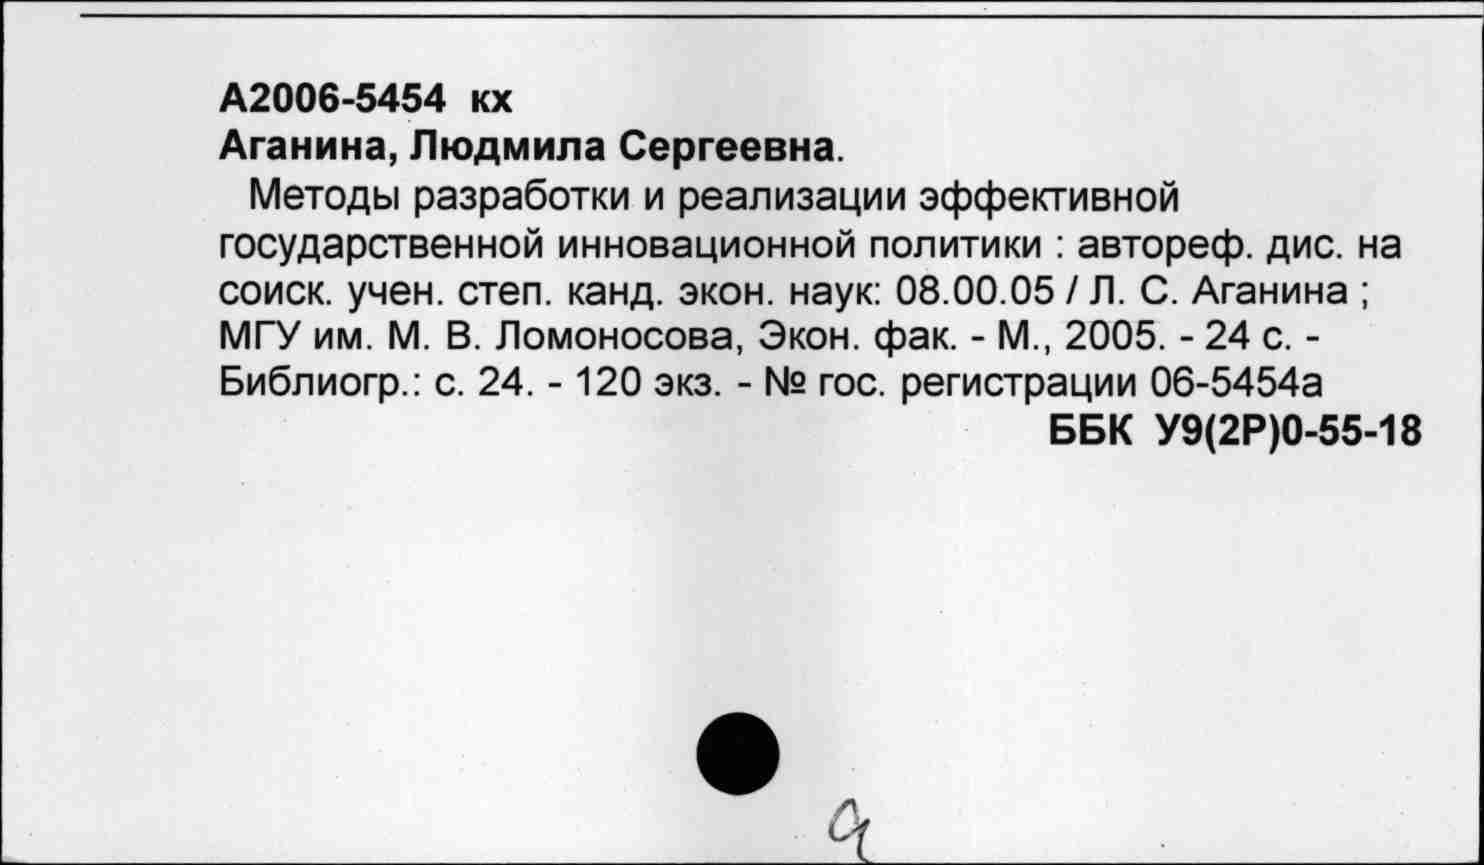 А2006-5454 кх
Аганина, Людмила Сергеевна.
Методы разработки и реализации эффективной
государственной инновационной политики : автореф. дис. на
соиск. учен. степ. канд. экон. наук: 08.00.05 / Л. С. Аганина ;
МГУ им. М. В. Ломоносова, Экон. фак. - М., 2005. - 24 с. -
Библиогр.: с. 24. - 120 экз. - № гос. регистрации 06-5454а
ББК У9(2Р)0-55-18